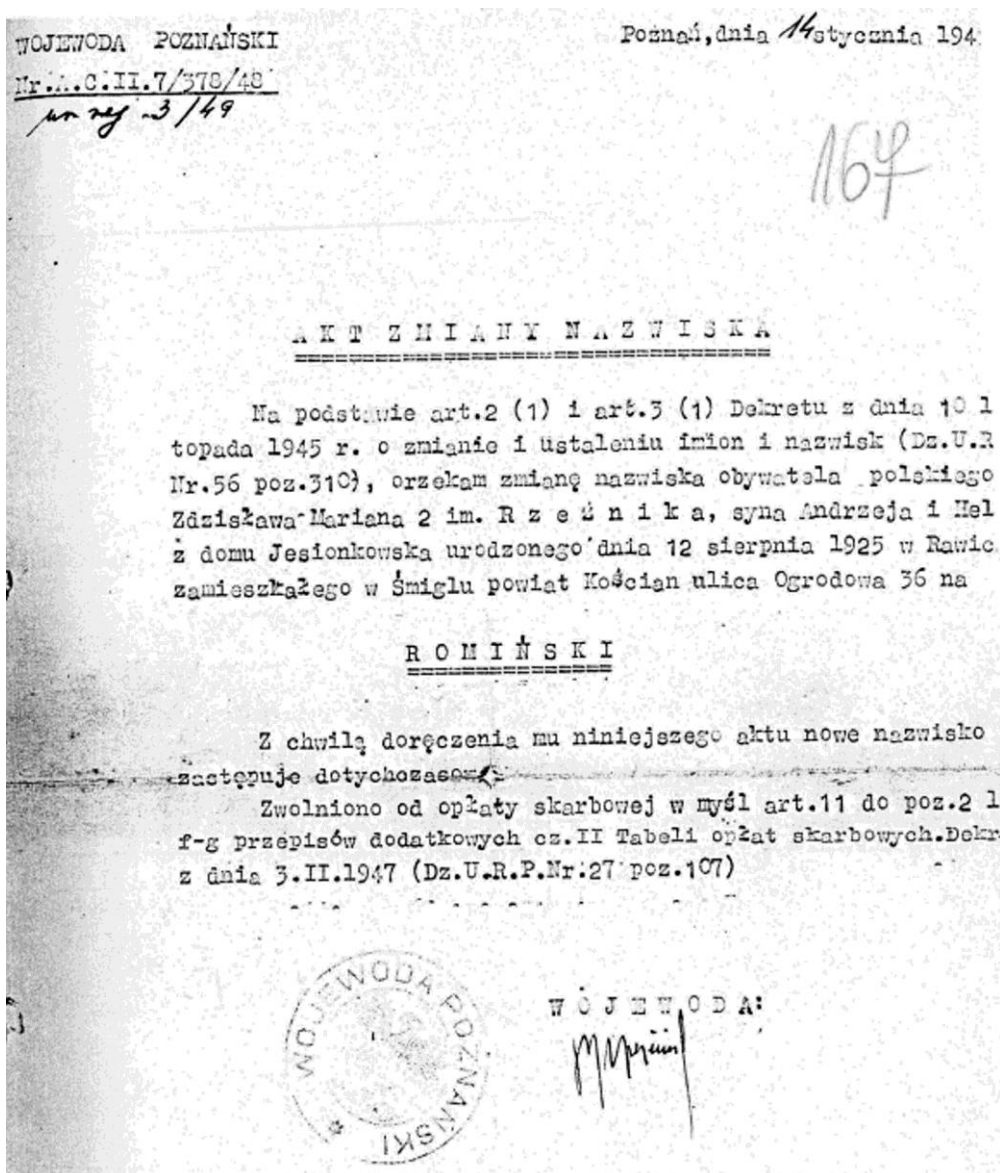 WOJEWODA POZNAŃSKI
Poznań, dnia 14 stycznia 194
Nr.A.C.II.7/378/48
3/49
167
AKT ZMIANY NAZWISKA
Na podstawie art.2 (1) i art.3 (1) Dekretu z dnia 10 l
topada 1945 r. o zmianie i ustaleniu imion i nazwisk (Dz.U.R
Nr.56 poz.310), orzekam zmianę nazwiska obywatela polskiego
Zdzisława Mariana 2 im. Rzeźnika, syna Andrzeja i Hel
z domu Jesionkowska urodzonego dnia 12 sierpnia 1925 w Rawic
zamieszkałego w Śmiglu powiat Kościan ulica Ogrodowa 36 na
ROMIŃSKI
Z chwilą doręczenia mu niniejszego aktu nowe nazwisko
zastępuje dotychczasowe
Zwolniono od opłaty skarbowej w myśl art.11 do poz.2 l
f-g przepisów dodatkowych cz.II Tabeli opłat skarbowych.Dekr
z dnia 3.II.1947 (Dz.U.R.P.Nr.27 poz.107)
WOJEWODA POZNAŃSKI
WOJEWODA: